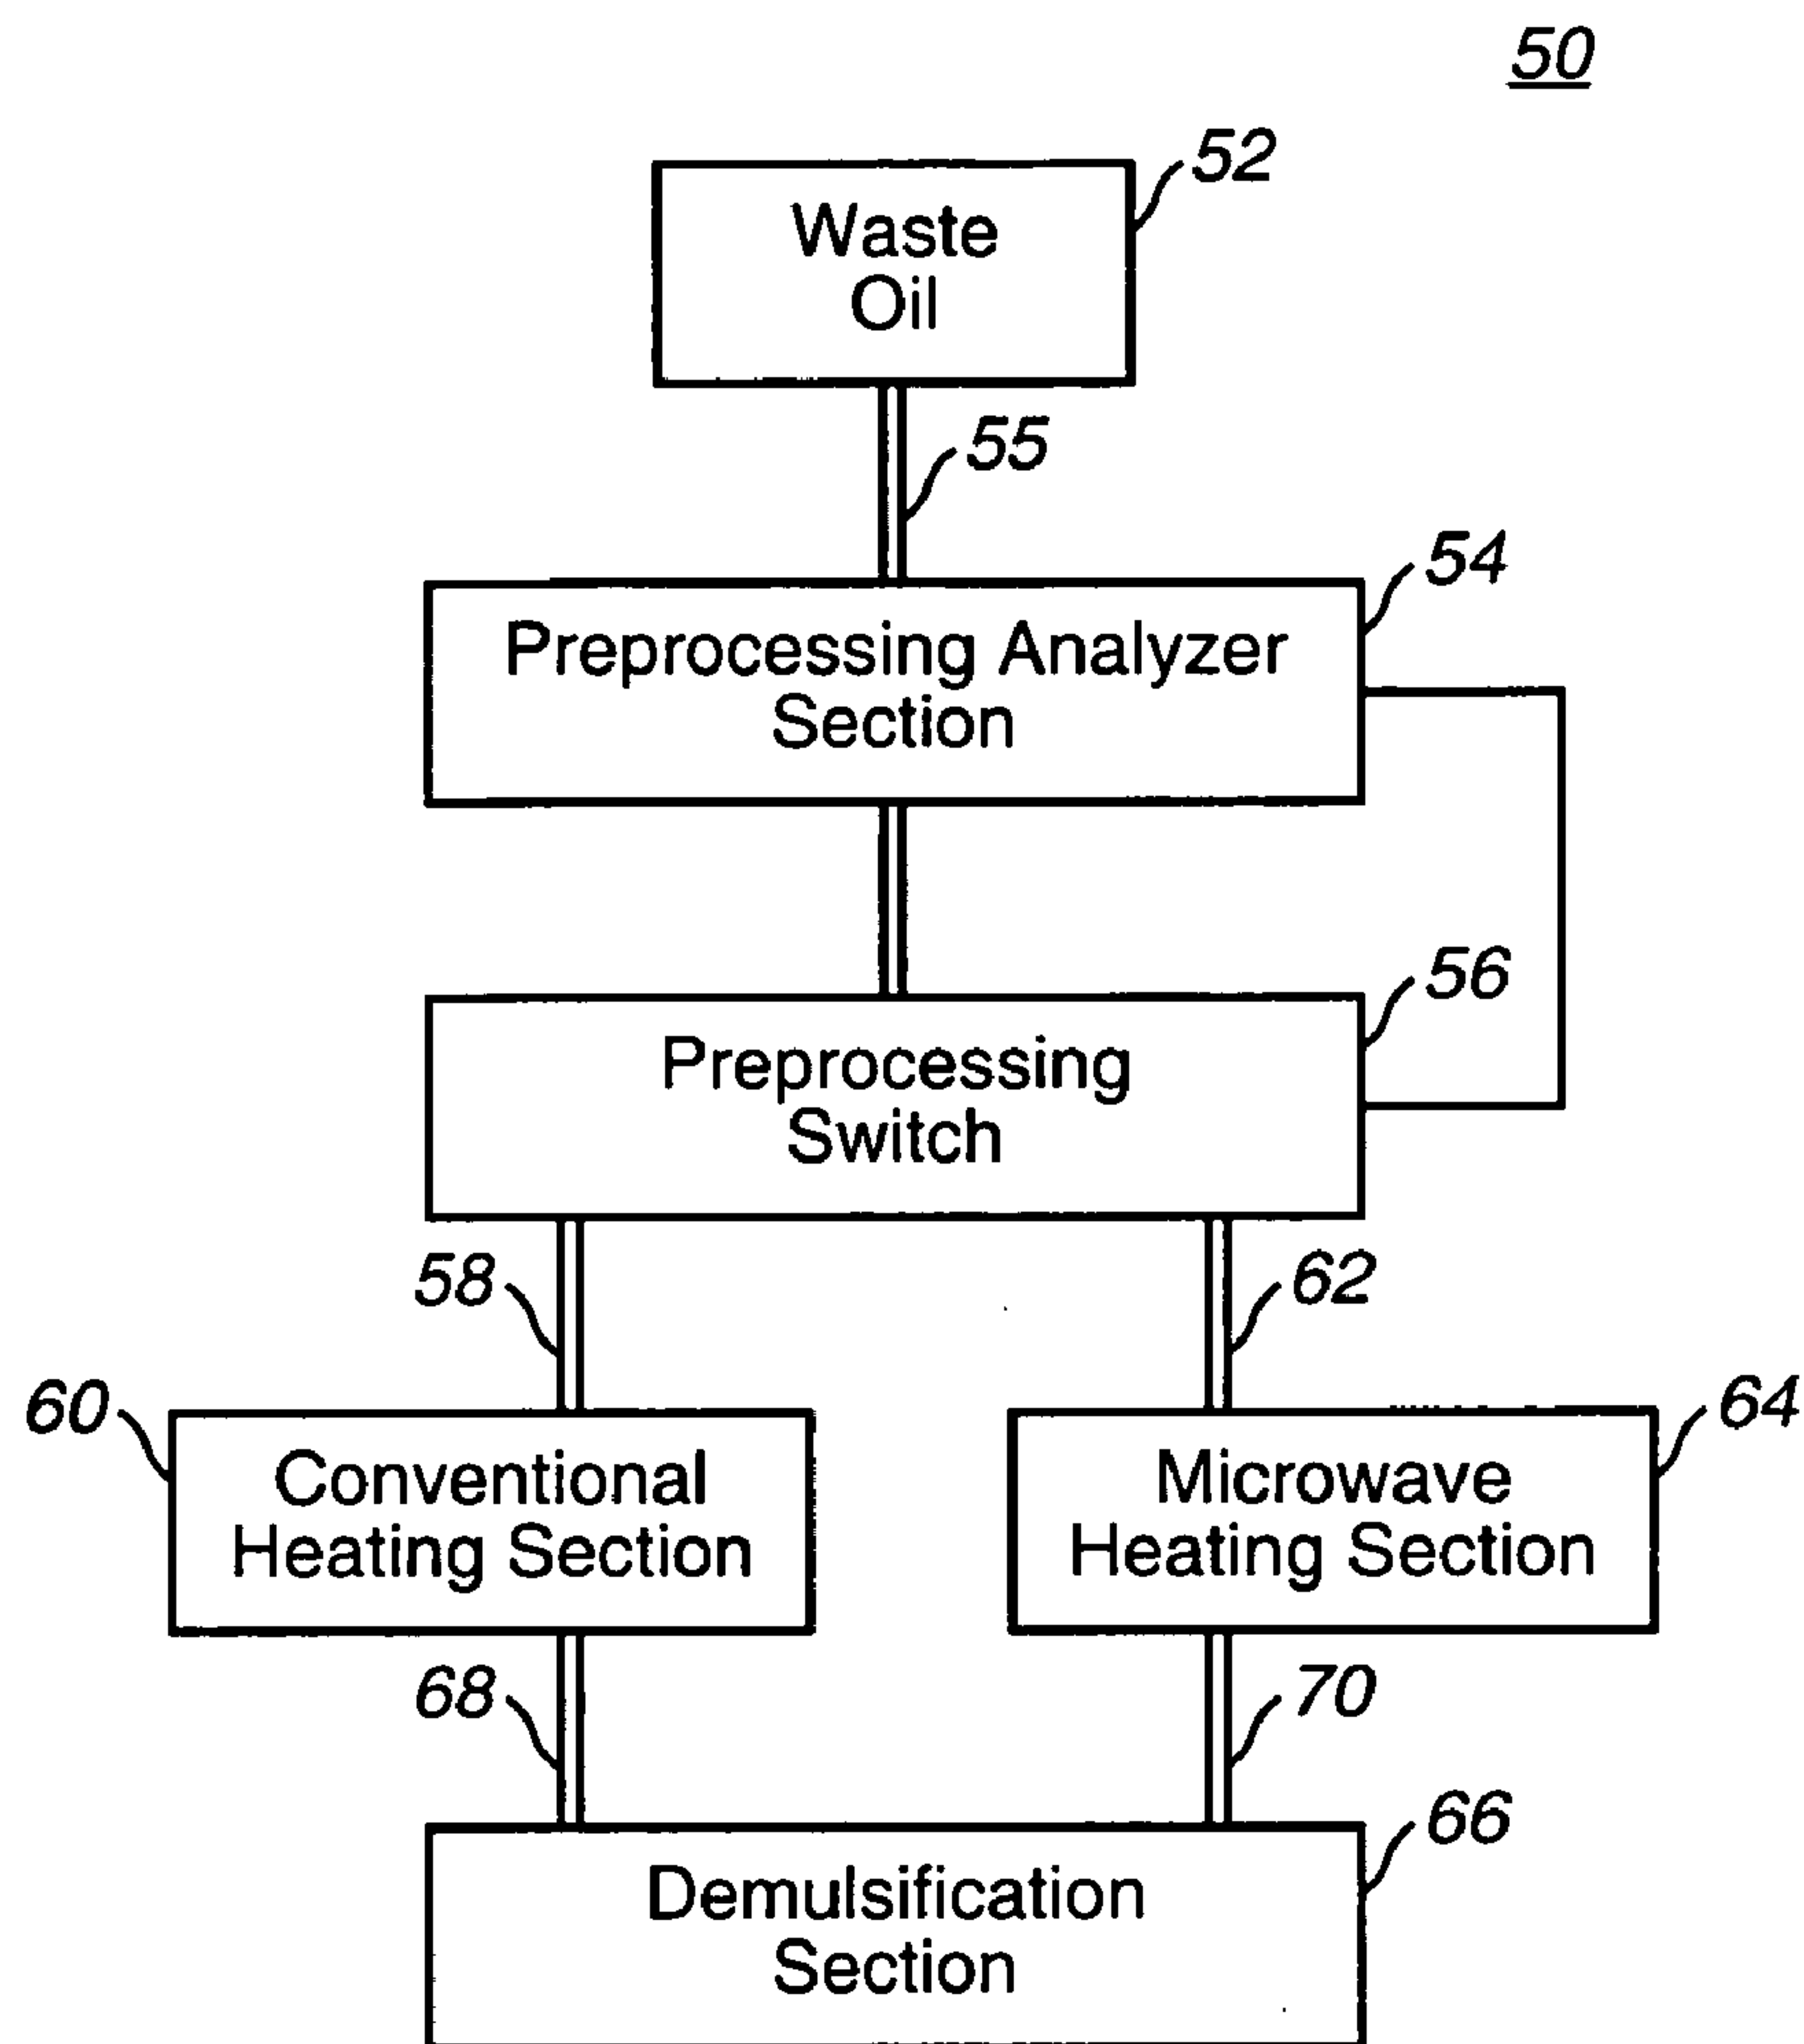 50
52
Waste
Oil
55
54
Preprocessing Analyzer
Section
56
Preprocessing
Switch
58
62
60
64
Conventional
Heating Section
Microwave
Heating Section
68
70
66
Demulsification
Section